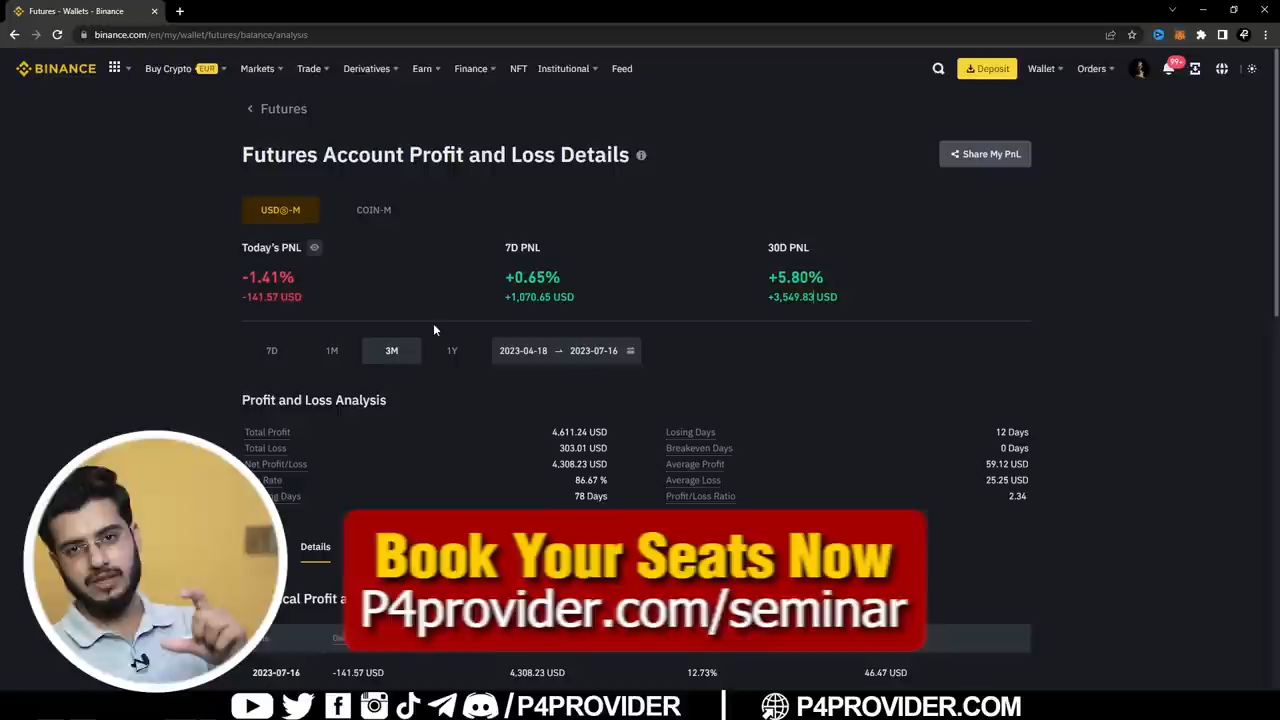 Futures - Wallets - Binance
binance.com/en/my/wallet/futures/balance/analysis
BINANCE Buy Crypto EUR Markets Trade Derivatives Earn Finance NFT Institutional Feed Deposit Wallet Orders 99+
Futures
Futures Account Profit and Loss Details
Share My PnL
USDⓈ-M COIN-M
Today's PNL 7D PNL 30D PNL
-1.41% +0.65% +5.80%
-141.57 USD +1,070.65 USD +3,549.83 USD
7D 1M 3M 1Y 2023-04-18 → 2023-07-16
Profit and Loss Analysis
Total Profit 4,611.24 USD Losing Days 12 Days
Total Loss 303.01 USD Breakeven Days 0 Days
Net Profit/Loss 4,308.23 USD Average Profit 59.12 USD
Rate 86.67 % Average Loss 25.25 USD
Days 78 Days Profit/Loss Ratio 2.34
Details
Book Your Seats Now
P4provider.com/seminar
cal Profit a
2023-07-16 -141.57 USD 4,308.23 USD 12.73% 46.47 USD
/P4PROVIDER | P4PROVIDER.COM